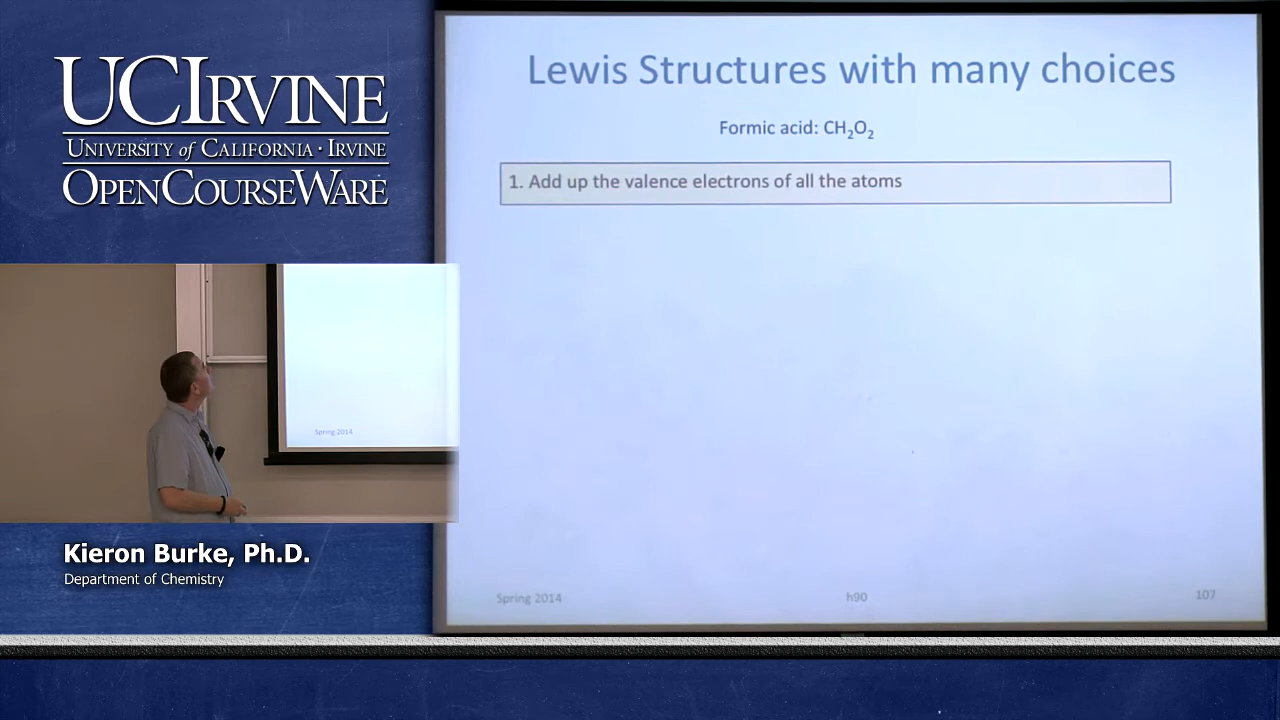 UCIRVINE
UNIVERSITY of CALIFORNIA · IRVINE
OPENCOURSEWARE
Lewis Structures with many choices
Formic acid: CH₂O₂
1. Add up the valence electrons of all the atoms
Spring 2014
h90
107
Spring 2014
Kieron Burke, Ph.D.
Department of Chemistry